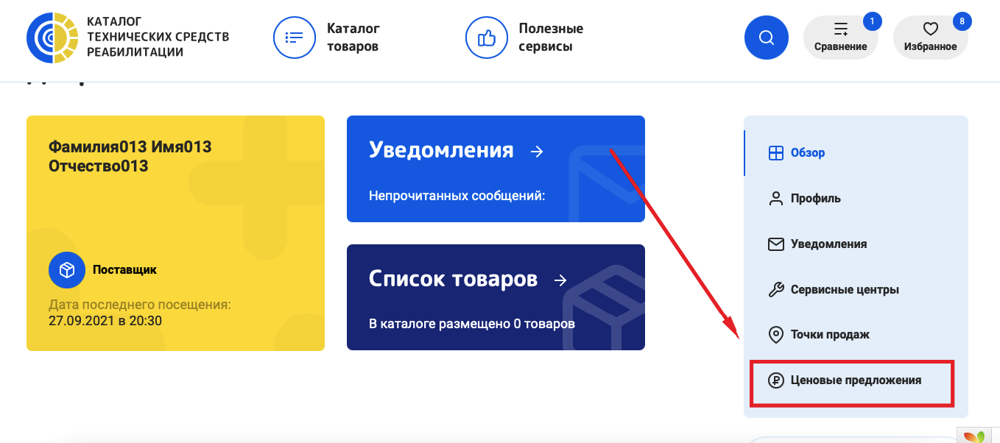 КАТАЛОГ
ТЕХНИЧЕСКИХ СРЕДСТВ
РЕАБИЛИТАЦИИ
Каталог
товаров
Полезные
сервисы
1
Сравнение
8
Избранное
Фамилия013 Имя013
Отчество013
Поставщик
Дата последнего посещения:
27.09.2021 в 20:30
Уведомления
Непрочитанных сообщений:
Список товаров
В каталоге размещено 0 товаров
Обзор
Профиль
Уведомления
Сервисные центры
Точки продаж
Ценовые предложения